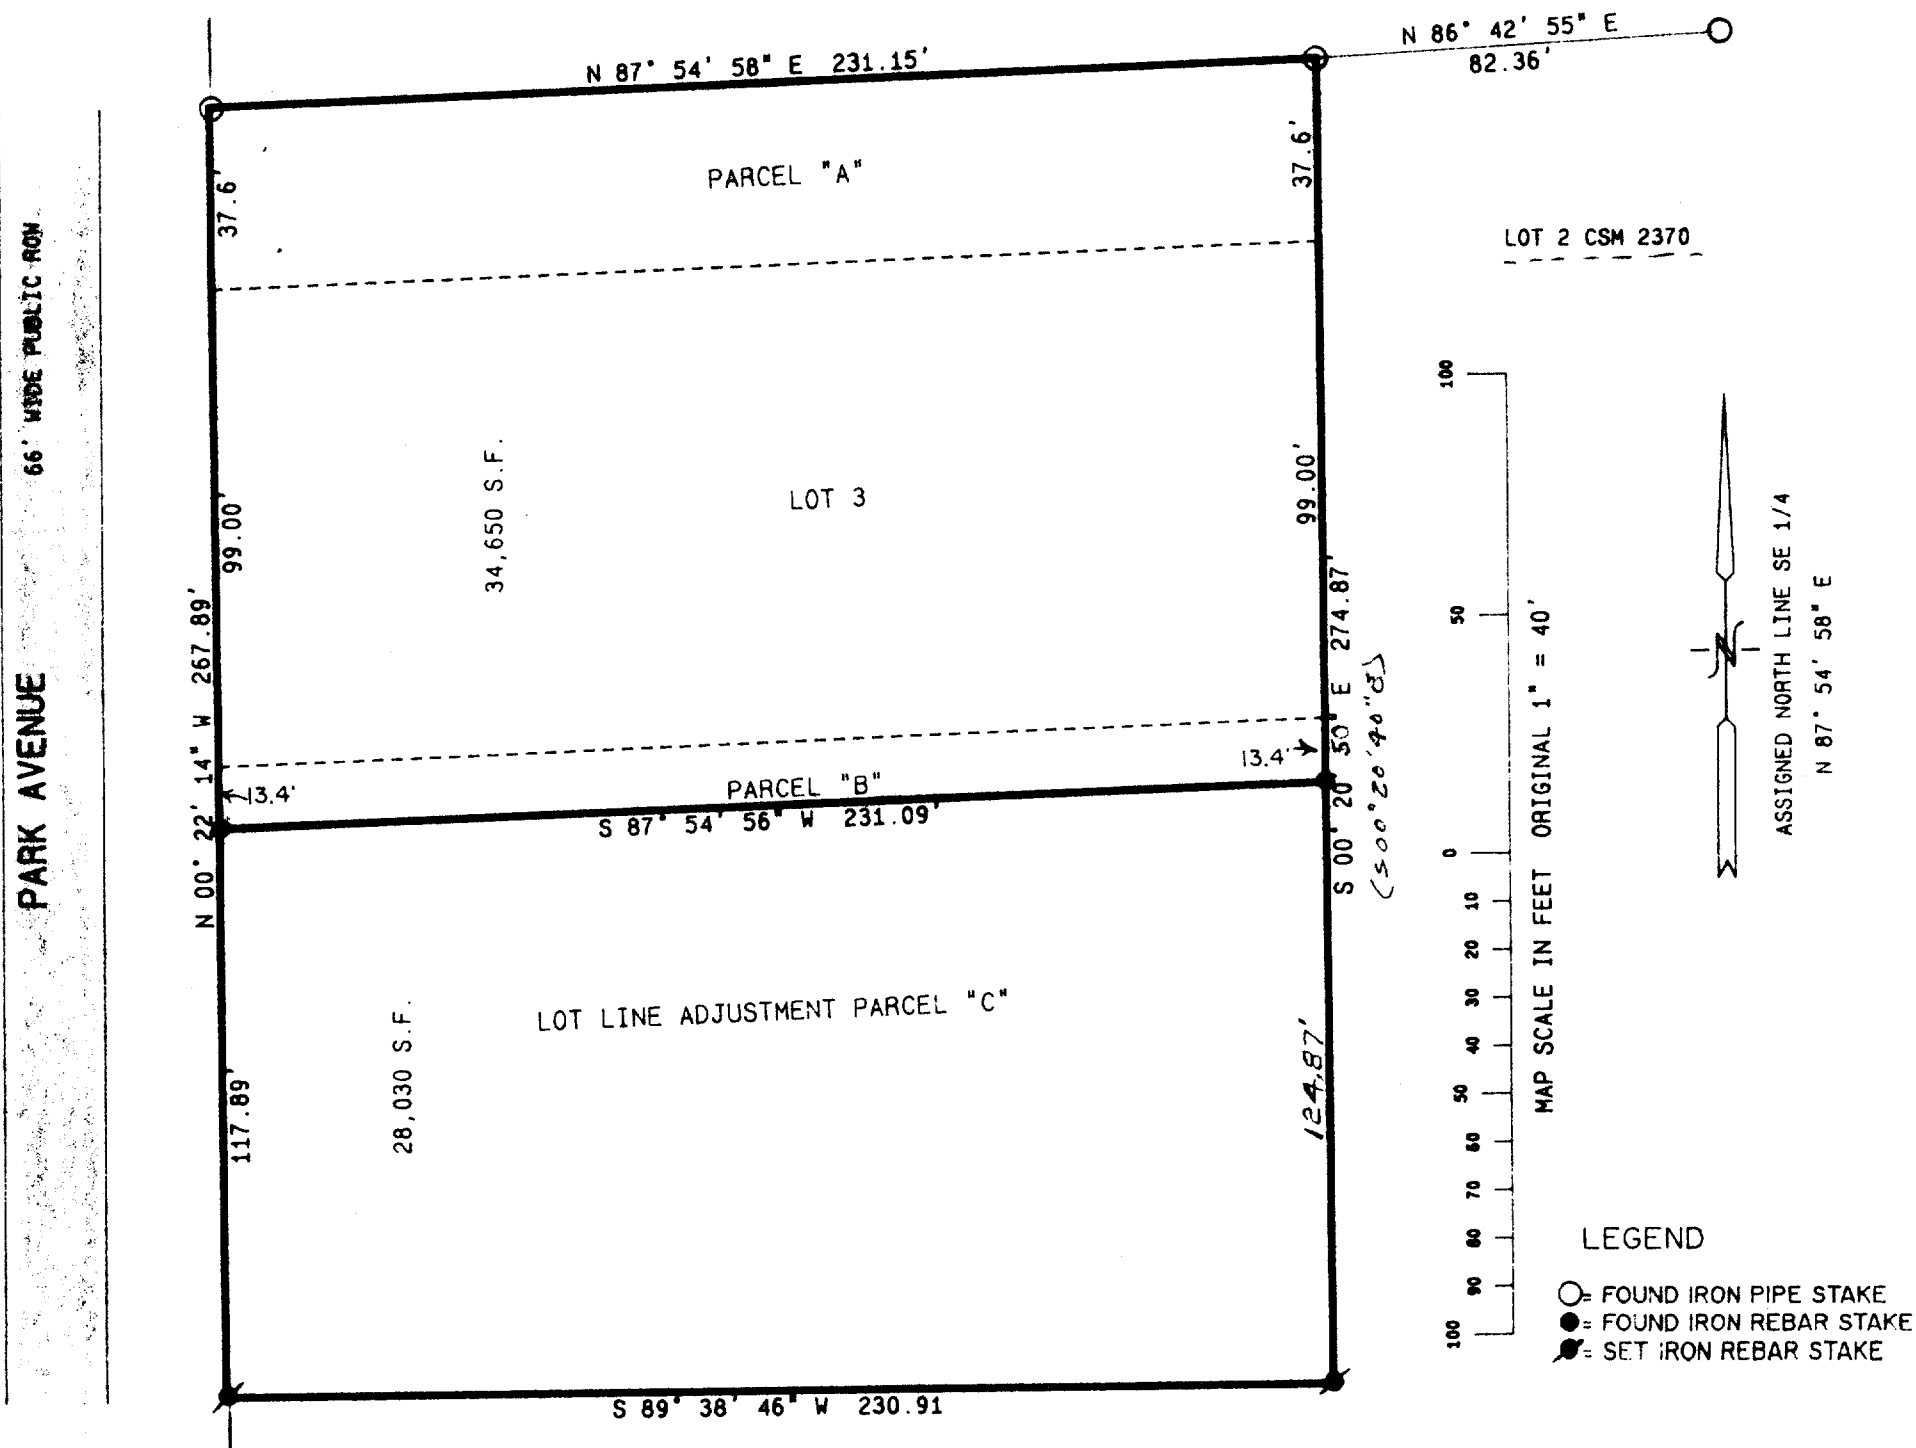 N 86° 42' 55" E
82.36'
N 87° 54' 58" E 231.15'
37.6'
PARCEL "A"
37.6'
LOT 2 CSM 2370
66' WIDE PUBLIC ROW
PARK AVENUE
99.00'
34,650 S.F.
LOT 3
99.00'
N 00° 22' 14" W 267.89'
S 00° 20' 50" E 274.87'
(S00°20'40"E)
13.4'
PARCEL "B"
13.4'
S 87° 54' 56" W 231.09'
LOT LINE ADJUSTMENT PARCEL "C"
28,030 S.F.
117.89'
124.87'
S 89° 38' 46" W 230.91
100
50
0
10
20
30
40
50
60
70
80
90
100
MAP SCALE IN FEET ORIGINAL 1" = 40'
N
ASSIGNED NORTH LINE SE 1/4
N 87° 54' 58" E
LEGEND
= FOUND IRON PIPE STAKE
= FOUND IRON REBAR STAKE
= SET IRON REBAR STAKE